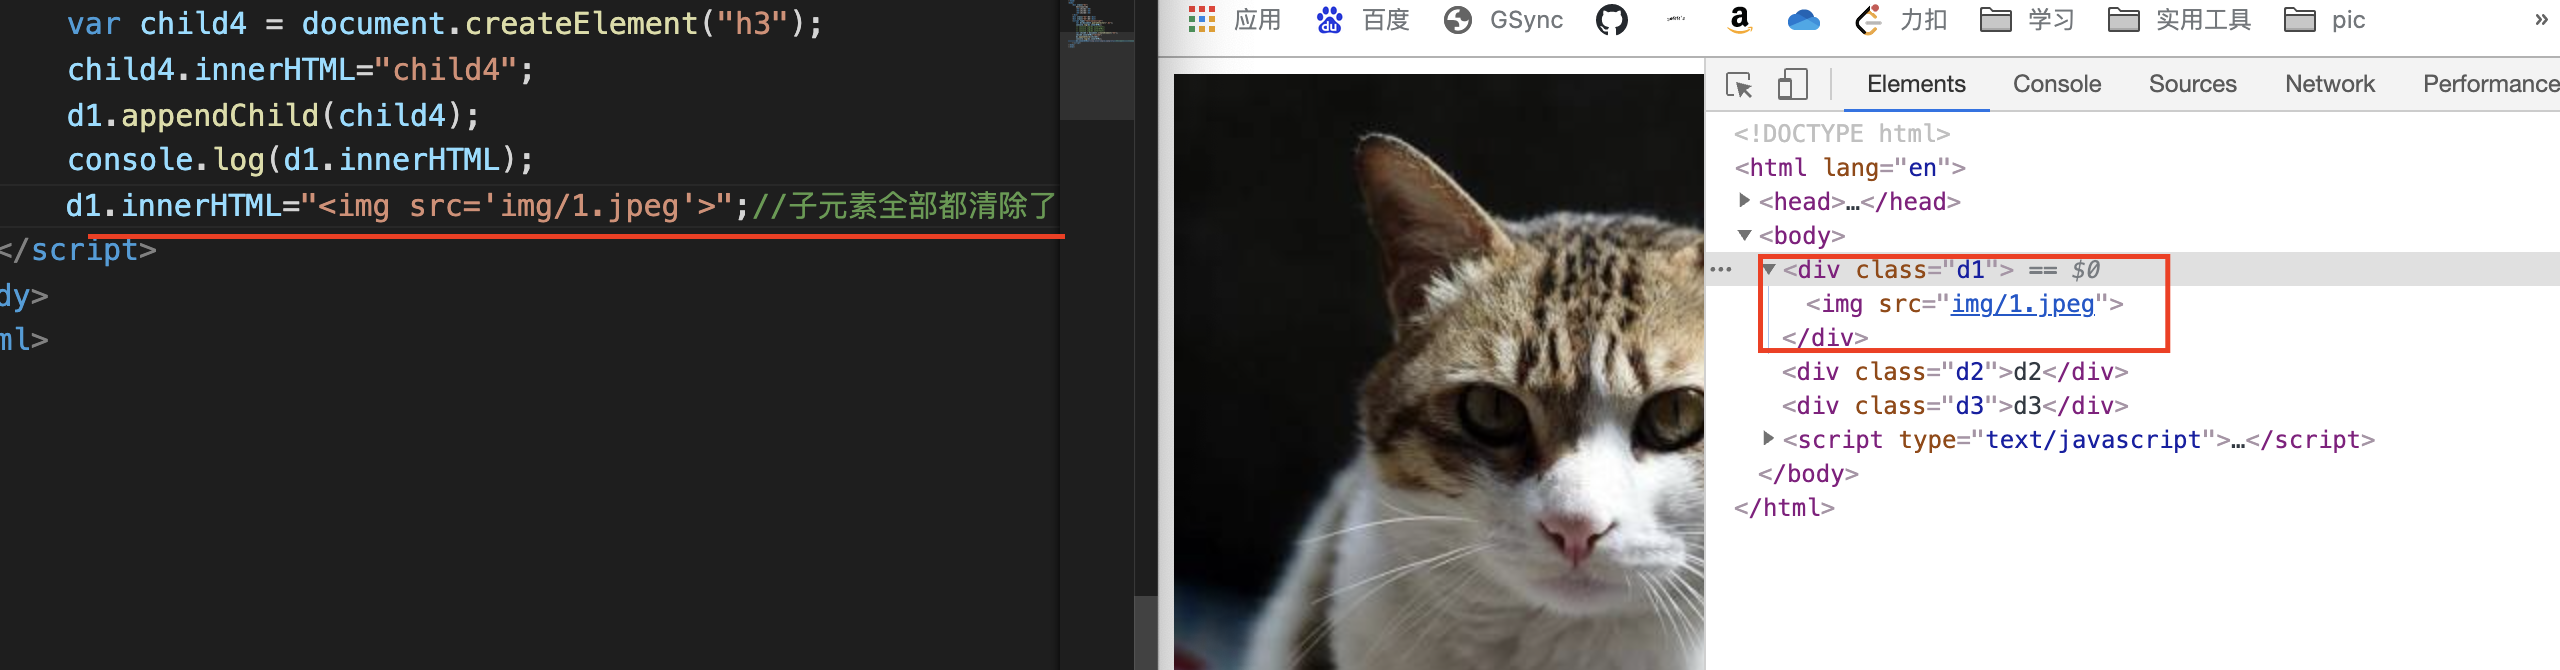 var child4 = document.createElement("h3");
child4.innerHTML="child4";
d1.appendChild(child4);
console.log(d1.innerHTML);
d1.innerHTML="<img src='img/1.jpeg'>";//子元素全部都清除了
</script>
dy>
ml>
应用 百度 GSync 力扣 学习 实用工具 pic »
Elements Console Sources Network Performance
<!DOCTYPE html>
<html lang="en">
<head>…</head>
<body>
<div class="d1"> == $0
<img src="img/1.jpeg">
</div>
<div class="d2">d2</div>
<div class="d3">d3</div>
<script type="text/javascript">…</script>
</body>
</html>